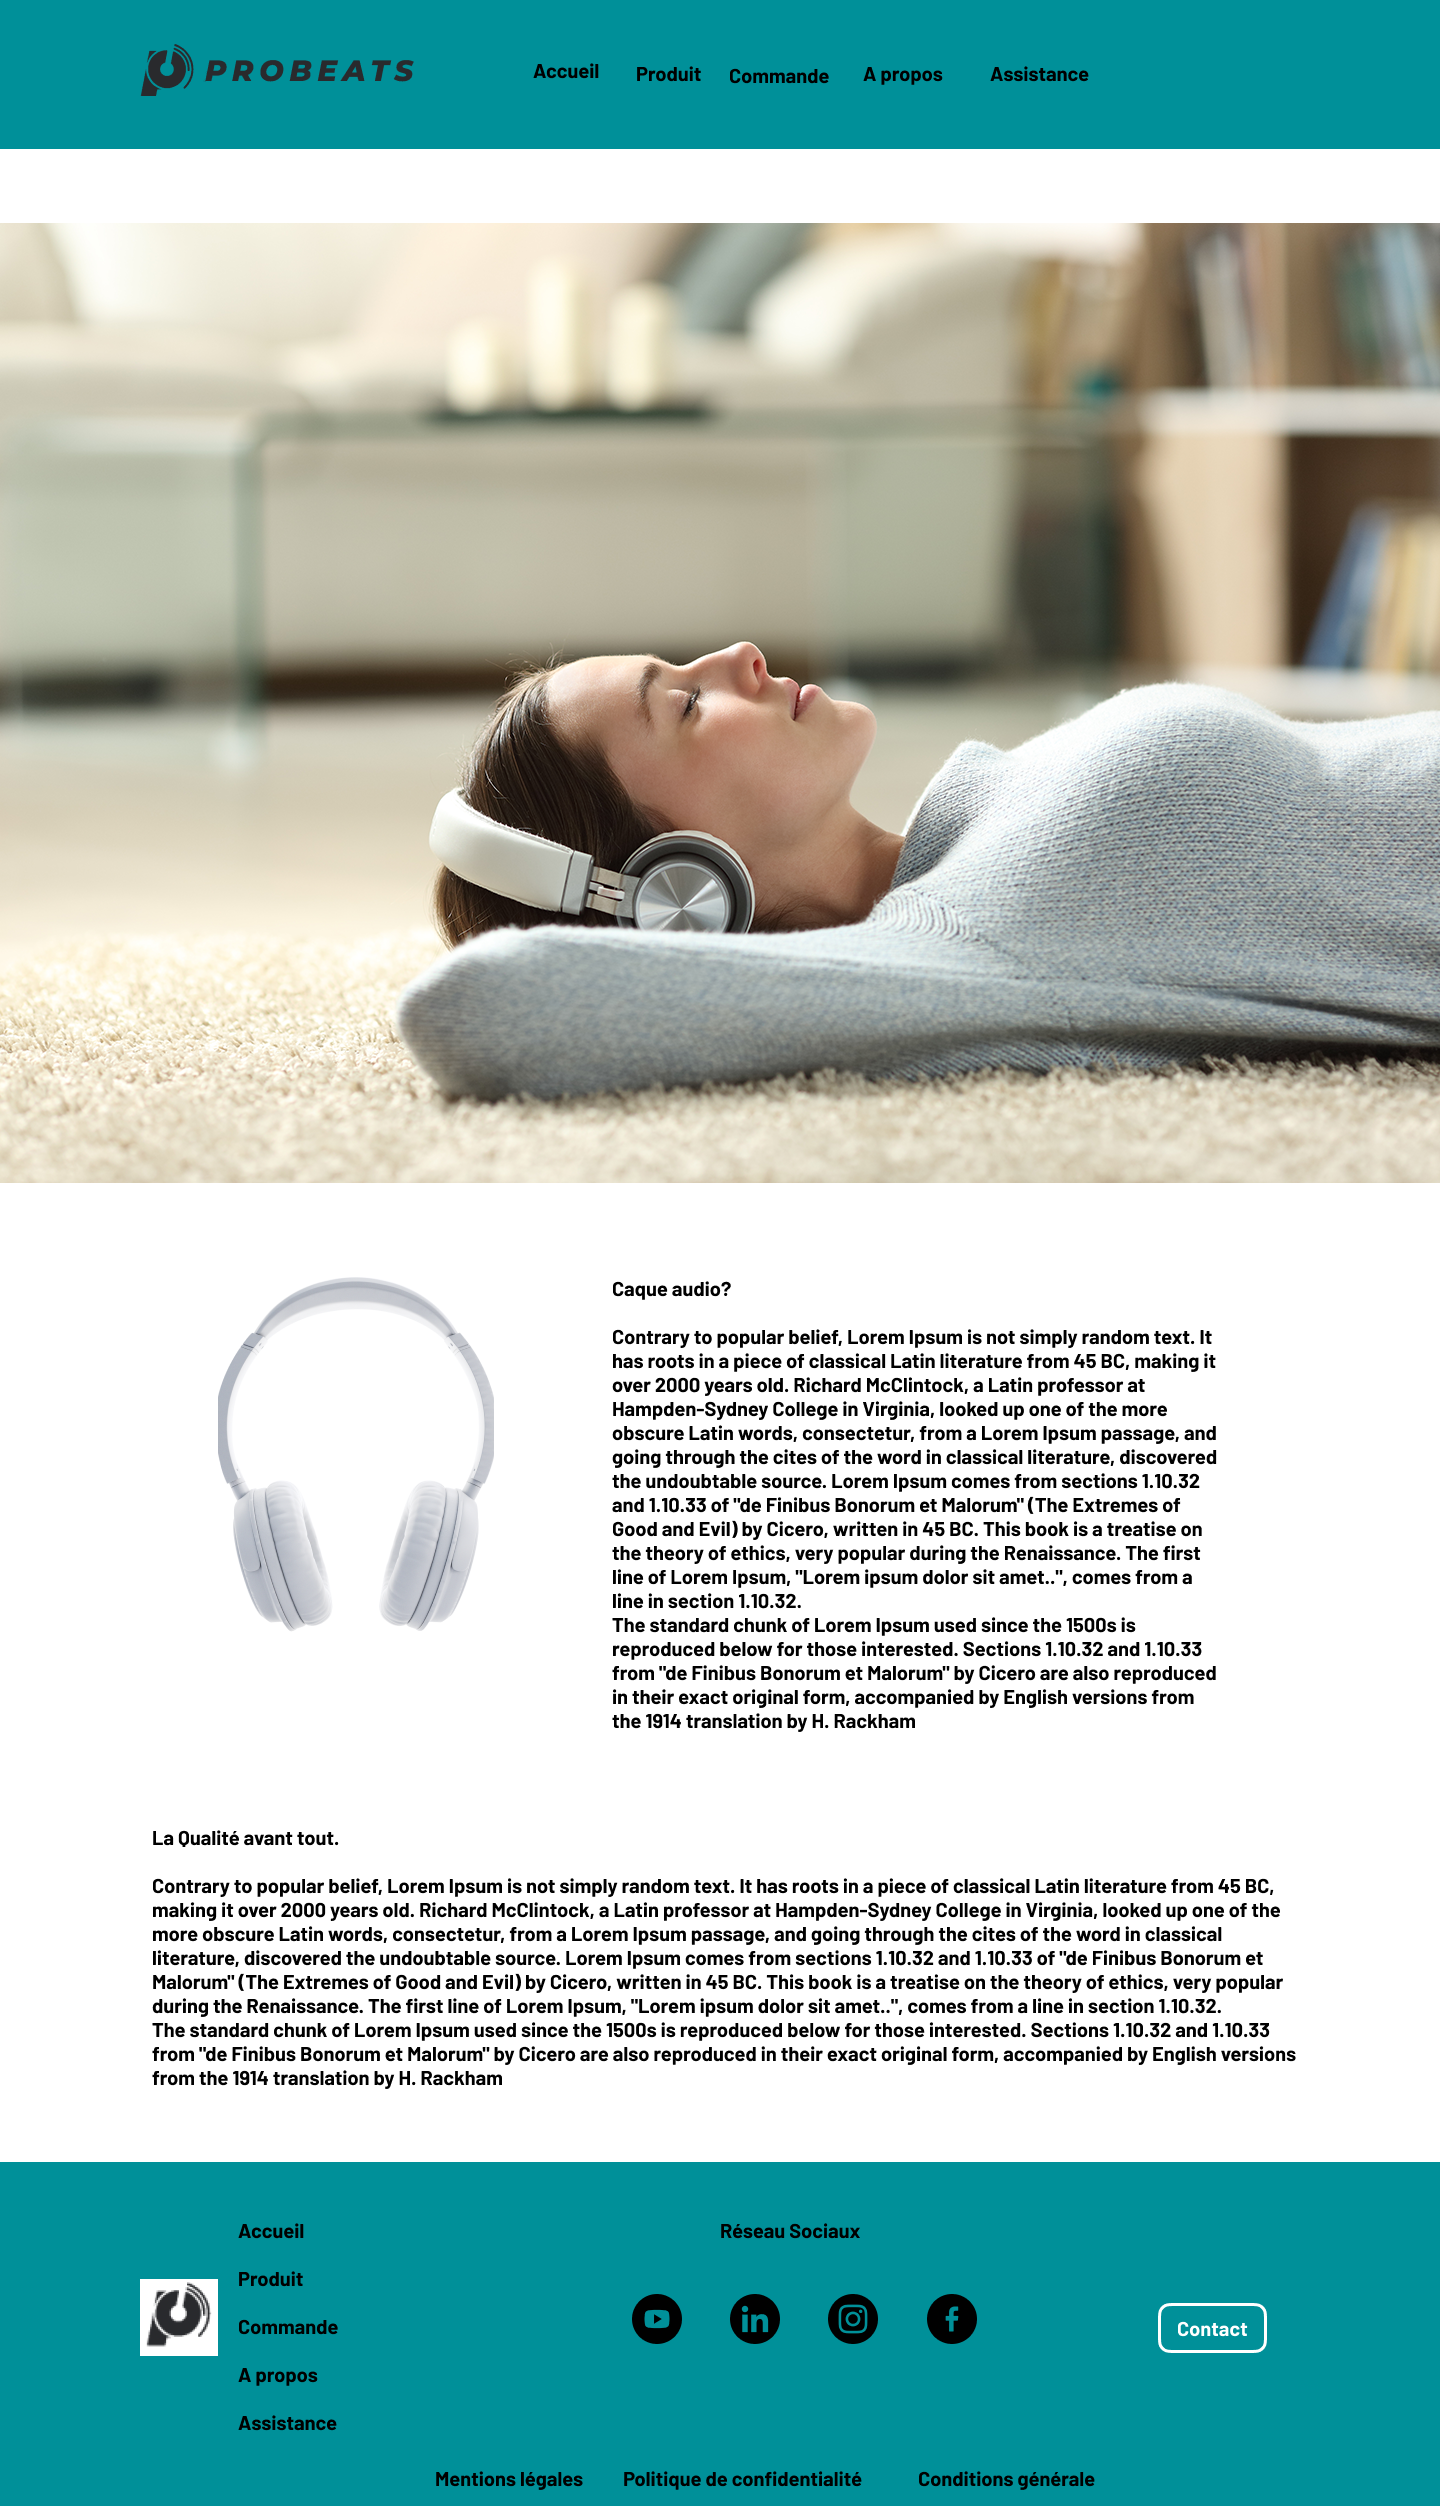 PROBEATS
Accueil
Produit
Commande
A propos
Assistance
Caque audio?
Contrary to popular belief, Lorem Ipsum is not simply random text. It
has roots in a piece of classical Latin literature from 45 BC, making it
over 2000 years old. Richard McClintock, a Latin professor at
Hampden-Sydney College in Virginia, looked up one of the more
obscure Latin words, consectetur, from a Lorem Ipsum passage, and
going through the cites of the word in classical literature, discovered
the undoubtable source. Lorem Ipsum comes from sections 1.10.32
and 1.10.33 of "de Finibus Bonorum et Malorum" (The Extremes of
Good and Evil) by Cicero, written in 45 BC. This book is a treatise on
the theory of ethics, very popular during the Renaissance. The first
line of Lorem Ipsum, "Lorem ipsum dolor sit amet..", comes from a
line in section 1.10.32.
The standard chunk of Lorem Ipsum used since the 1500s is
reproduced below for those interested. Sections 1.10.32 and 1.10.33
from "de Finibus Bonorum et Malorum" by Cicero are also reproduced
in their exact original form, accompanied by English versions from
the 1914 translation by H. Rackham
La Qualité avant tout.
Contrary to popular belief, Lorem Ipsum is not simply random text. It has roots in a piece of classical Latin literature from 45 BC,
making it over 2000 years old. Richard McClintock, a Latin professor at Hampden-Sydney College in Virginia, looked up one of the
more obscure Latin words, consectetur, from a Lorem Ipsum passage, and going through the cites of the word in classical
literature, discovered the undoubtable source. Lorem Ipsum comes from sections 1.10.32 and 1.10.33 of "de Finibus Bonorum et
Malorum" (The Extremes of Good and Evil) by Cicero, written in 45 BC. This book is a treatise on the theory of ethics, very popular
during the Renaissance. The first line of Lorem Ipsum, "Lorem ipsum dolor sit amet..", comes from a line in section 1.10.32.
The standard chunk of Lorem Ipsum used since the 1500s is reproduced below for those interested. Sections 1.10.32 and 1.10.33
from "de Finibus Bonorum et Malorum" by Cicero are also reproduced in their exact original form, accompanied by English versions
from the 1914 translation by H. Rackham
Accueil
Produit
Commande
A propos
Assistance
Réseau Sociaux
Contact
Mentions légales
Politique de confidentialité
Conditions générale